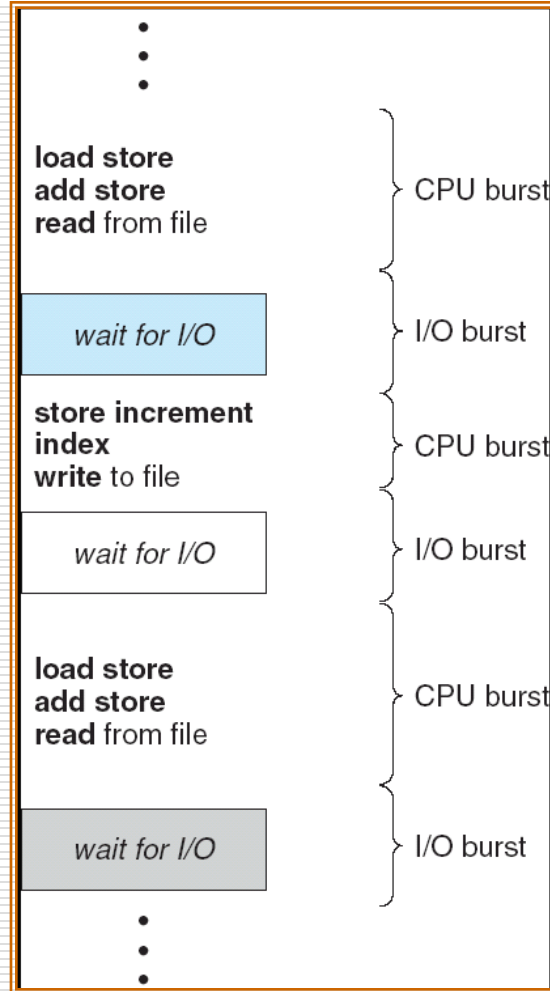 load store
add store
read from file
CPU burst
wait for I/O
I/O burst
store increment
index
write to file
CPU burst
wait for I/O
I/O burst
load store
add store
read from file
CPU burst
wait for I/O
I/O burst